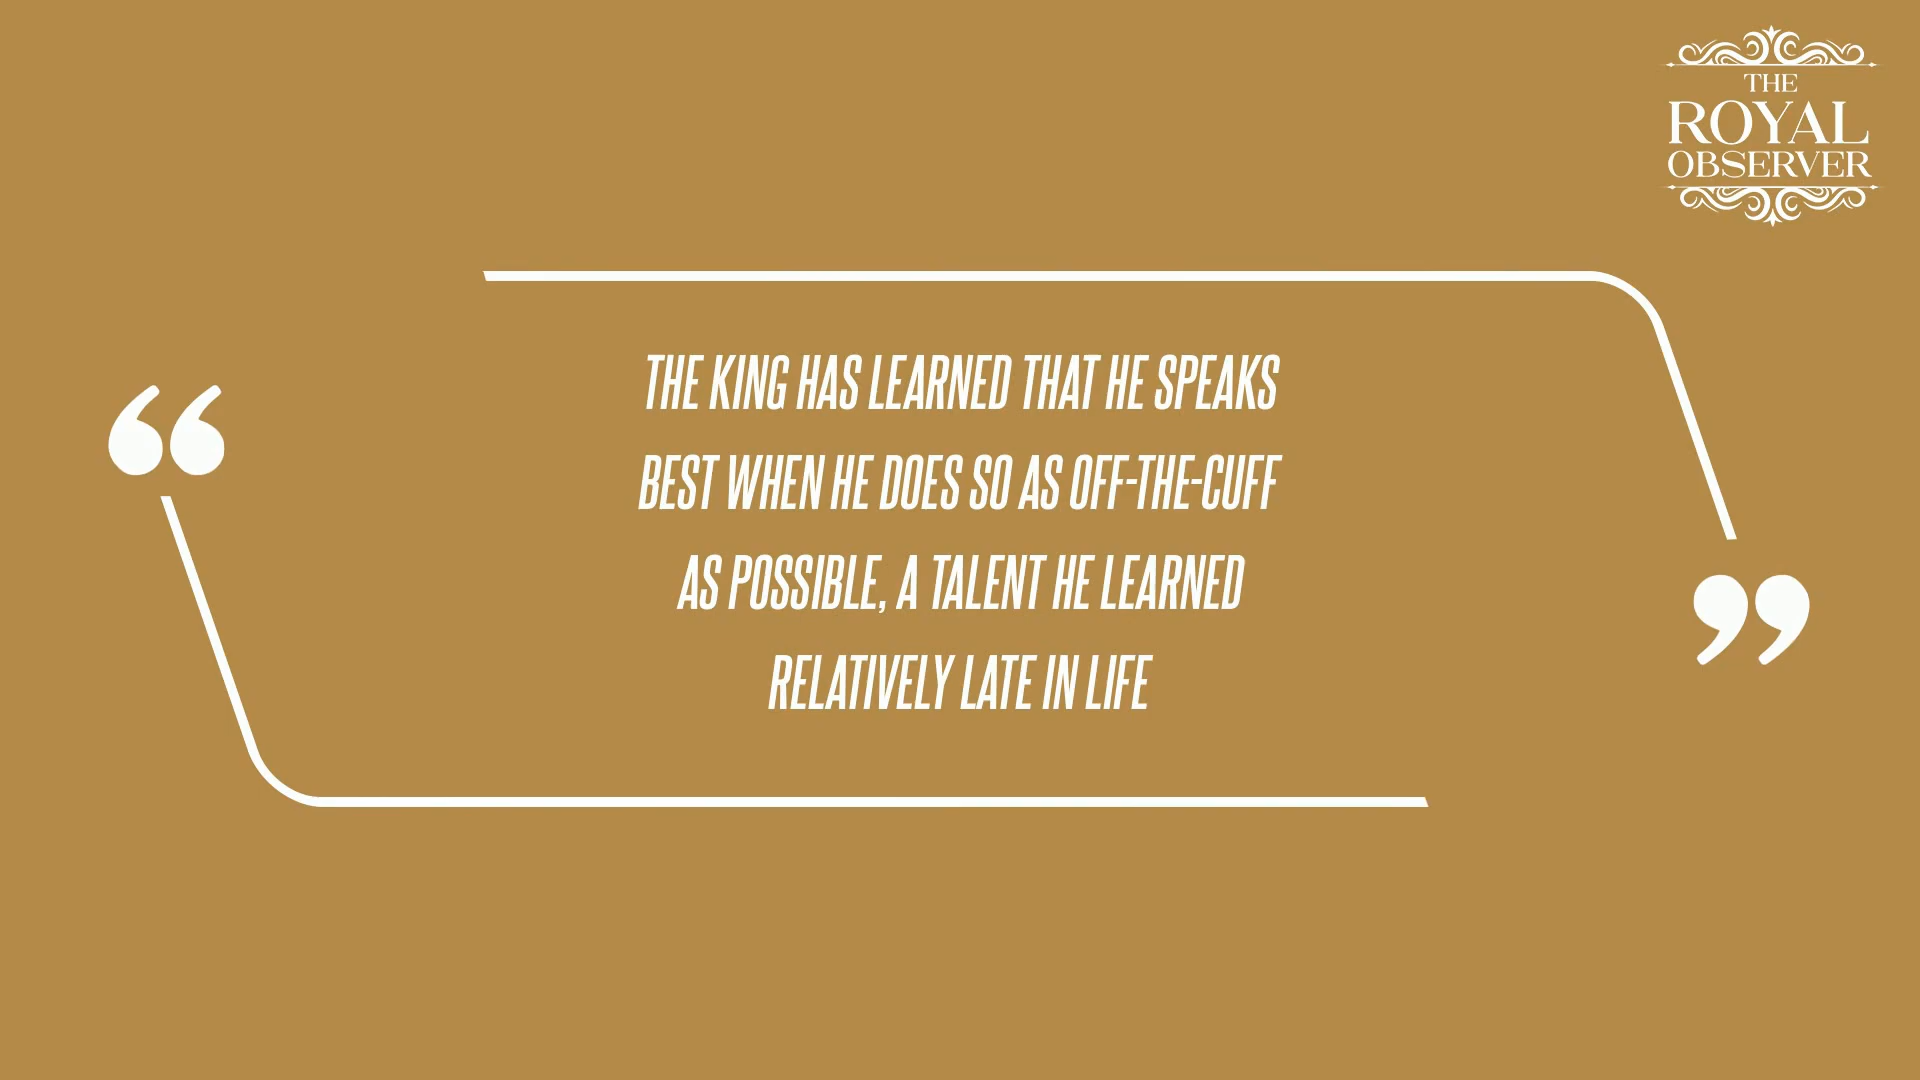 THE
ROYAL
OBSERVER
“
THE KING HAS LEARNED THAT HE SPEAKS
BEST WHEN HE DOES SO AS OFF-THE-CUFF
AS POSSIBLE, A TALENT HE LEARNED
RELATIVELY LATE IN LIFE
”